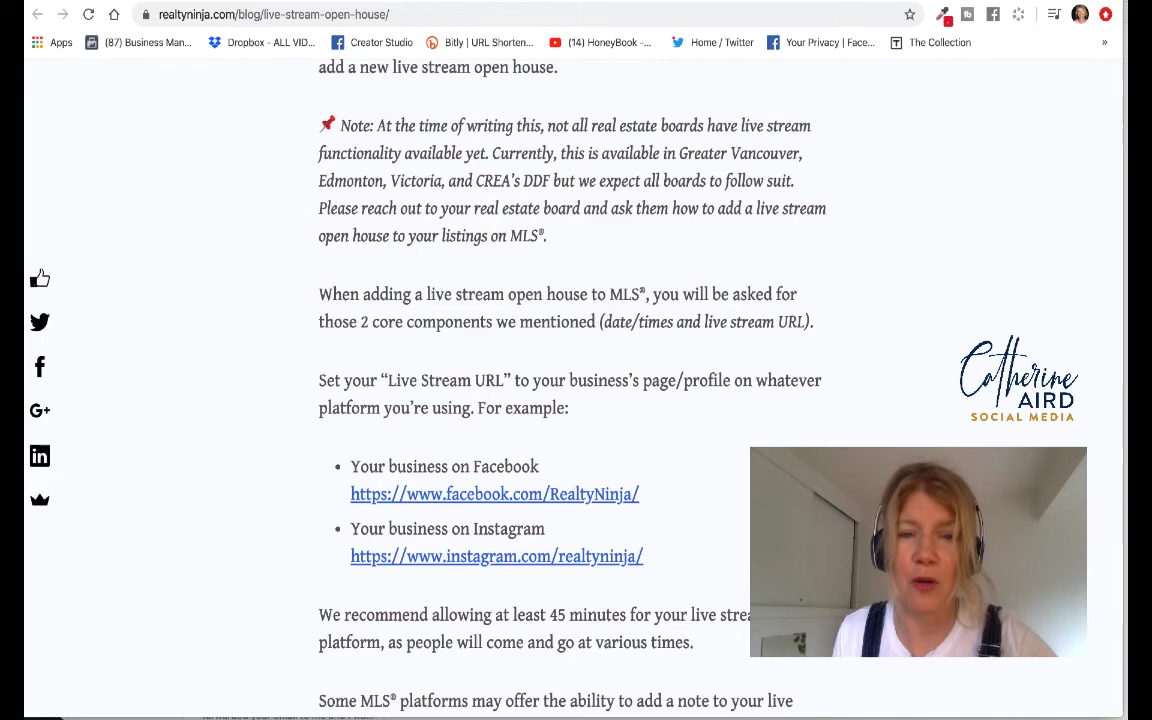 realtyninja.com/blog/live-stream-open-house/
Apps
(87) Business Man...
Dropbox - ALL VID...
Creator Studio
Bitly | URL Shorten...
(14) HoneyBook -...
Home / Twitter
Your Privacy | Face...
The Collection
»
add a new live stream open house.
Note: At the time of writing this, not all real estate boards have live stream
functionality available yet. Currently, this is available in Greater Vancouver,
Edmonton, Victoria, and CREA's DDF but we expect all boards to follow suit.
Please reach out to your real estate board and ask them how to add a live stream
open house to your listings on MLS®.
When adding a live stream open house to MLS®, you will be asked for
those 2 core components we mentioned (date/times and live stream URL).
Set your “Live Stream URL” to your business’s page/profile on whatever
platform you’re using. For example:
• Your business on Facebook
https://www.facebook.com/RealtyNinja/
• Your business on Instagram
https://www.instagram.com/realtyninja/
Catherine
AIRD
SOCIAL MEDIA
We recommend allowing at least 45 minutes for your live strea
platform, as people will come and go at various times.
Some MLS® platforms may offer the ability to add a note to your live